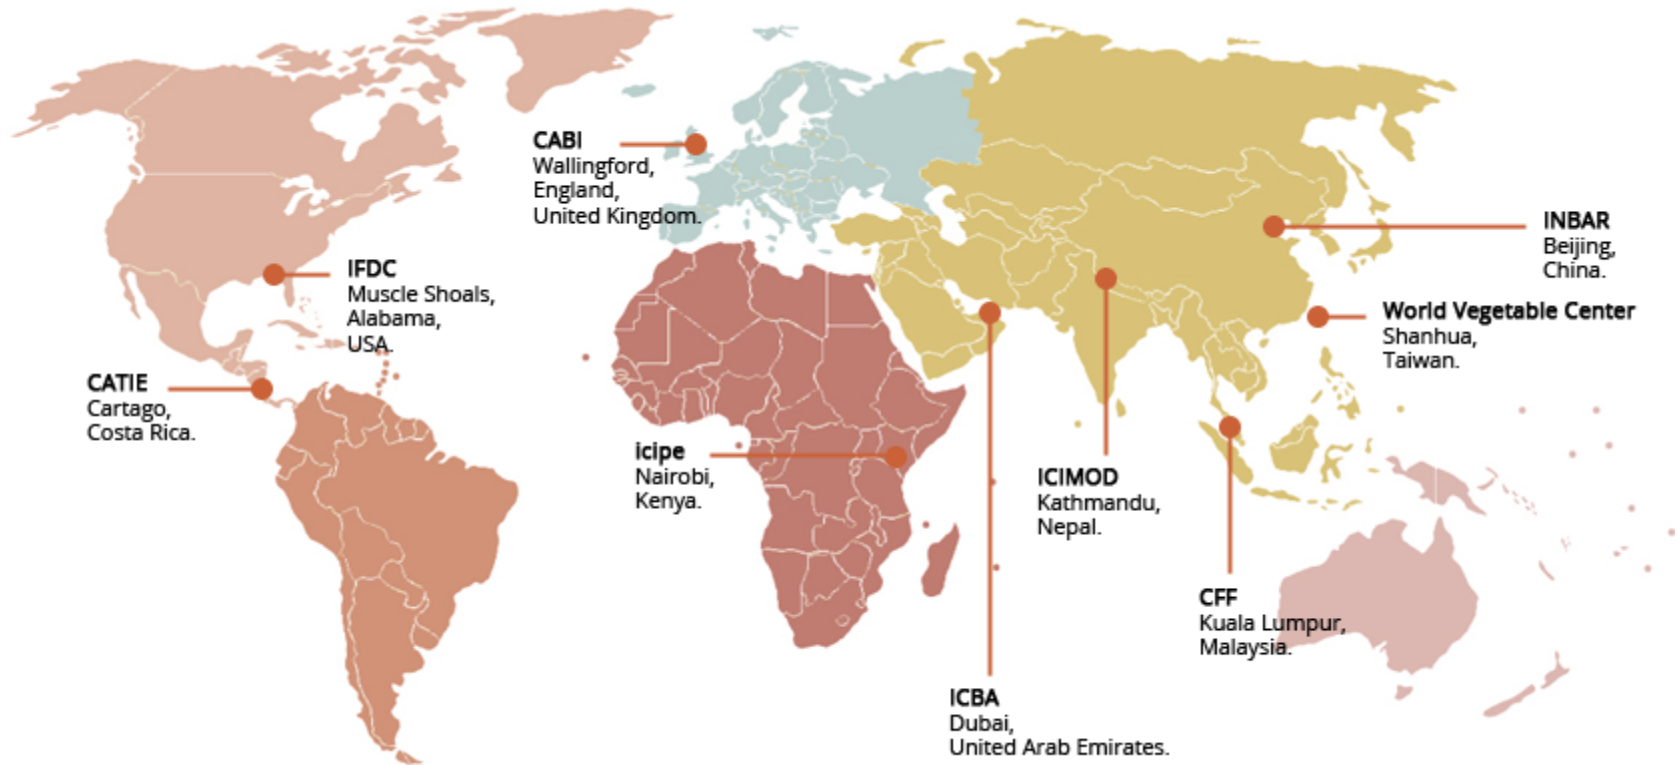 CABI
Wallingford,
England,
United Kingdom.
INBAR
Beijing,
China.
IFDC
Muscle Shoals,
Alabama,
USA.
World Vegetable Center
Shanhua,
Taiwan.
CATIE
Cartago,
Costa Rica.
icipe
Nairobi,
Kenya.
ICIMOD
Kathmandu,
Nepal.
CFF
Kuala Lumpur,
Malaysia.
ICBA
Dubai,
United Arab Emirates.